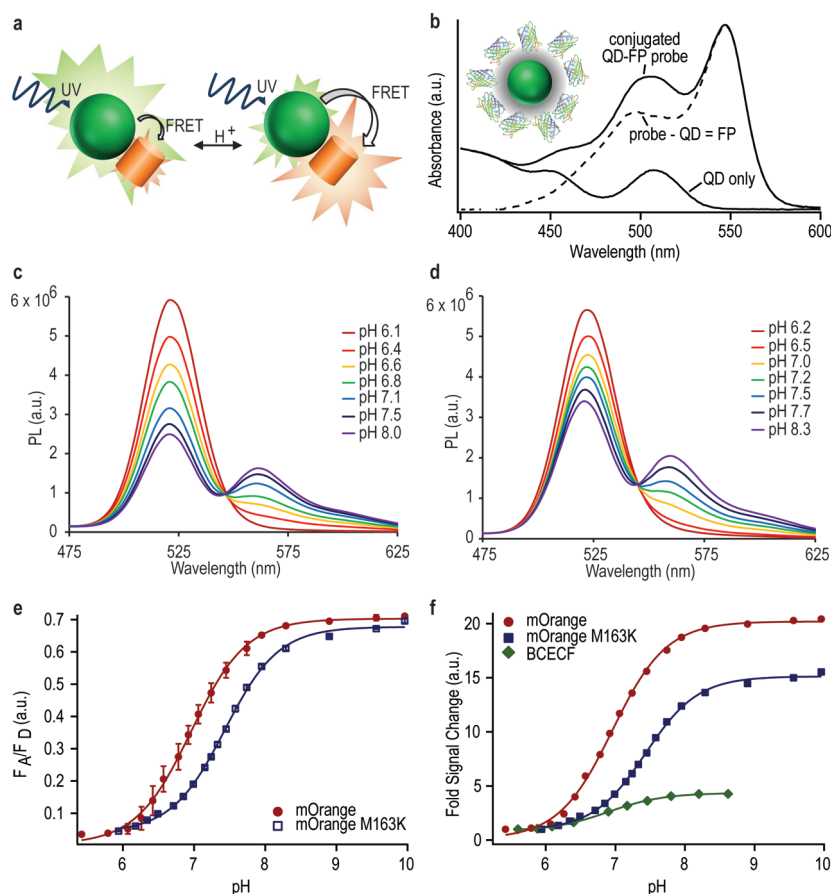 a
UV
FRET
H+
UV
FRET
b
Absorbance (a.u.)
conjugated
QD-FP probe
probe - QD = FP
QD only
400 450 500 550 600
Wavelength (nm)
c
6 x 10^6
5
4
3
2
1
0
PL (a.u.)
pH 6.1
pH 6.4
pH 6.6
pH 6.8
pH 7.1
pH 7.5
pH 8.0
475 525 575 625
Wavelength (nm)
d
6 x 10^6
5
4
3
2
1
0
PL (a.u.)
pH 6.2
pH 6.5
pH 7.0
pH 7.2
pH 7.5
pH 7.7
pH 8.3
475 525 575 625
Wavelength (nm)
e
0.7
0.6
0.5
0.4
0.3
0.2
0.1
FA/FD (a.u.)
mOrange
mOrange M163K
6 7 8 9 10
pH
f
20
15
10
5
0
Fold Signal Change (a.u.)
mOrange
mOrange M163K
BCECF
6 7 8 9 10
pH